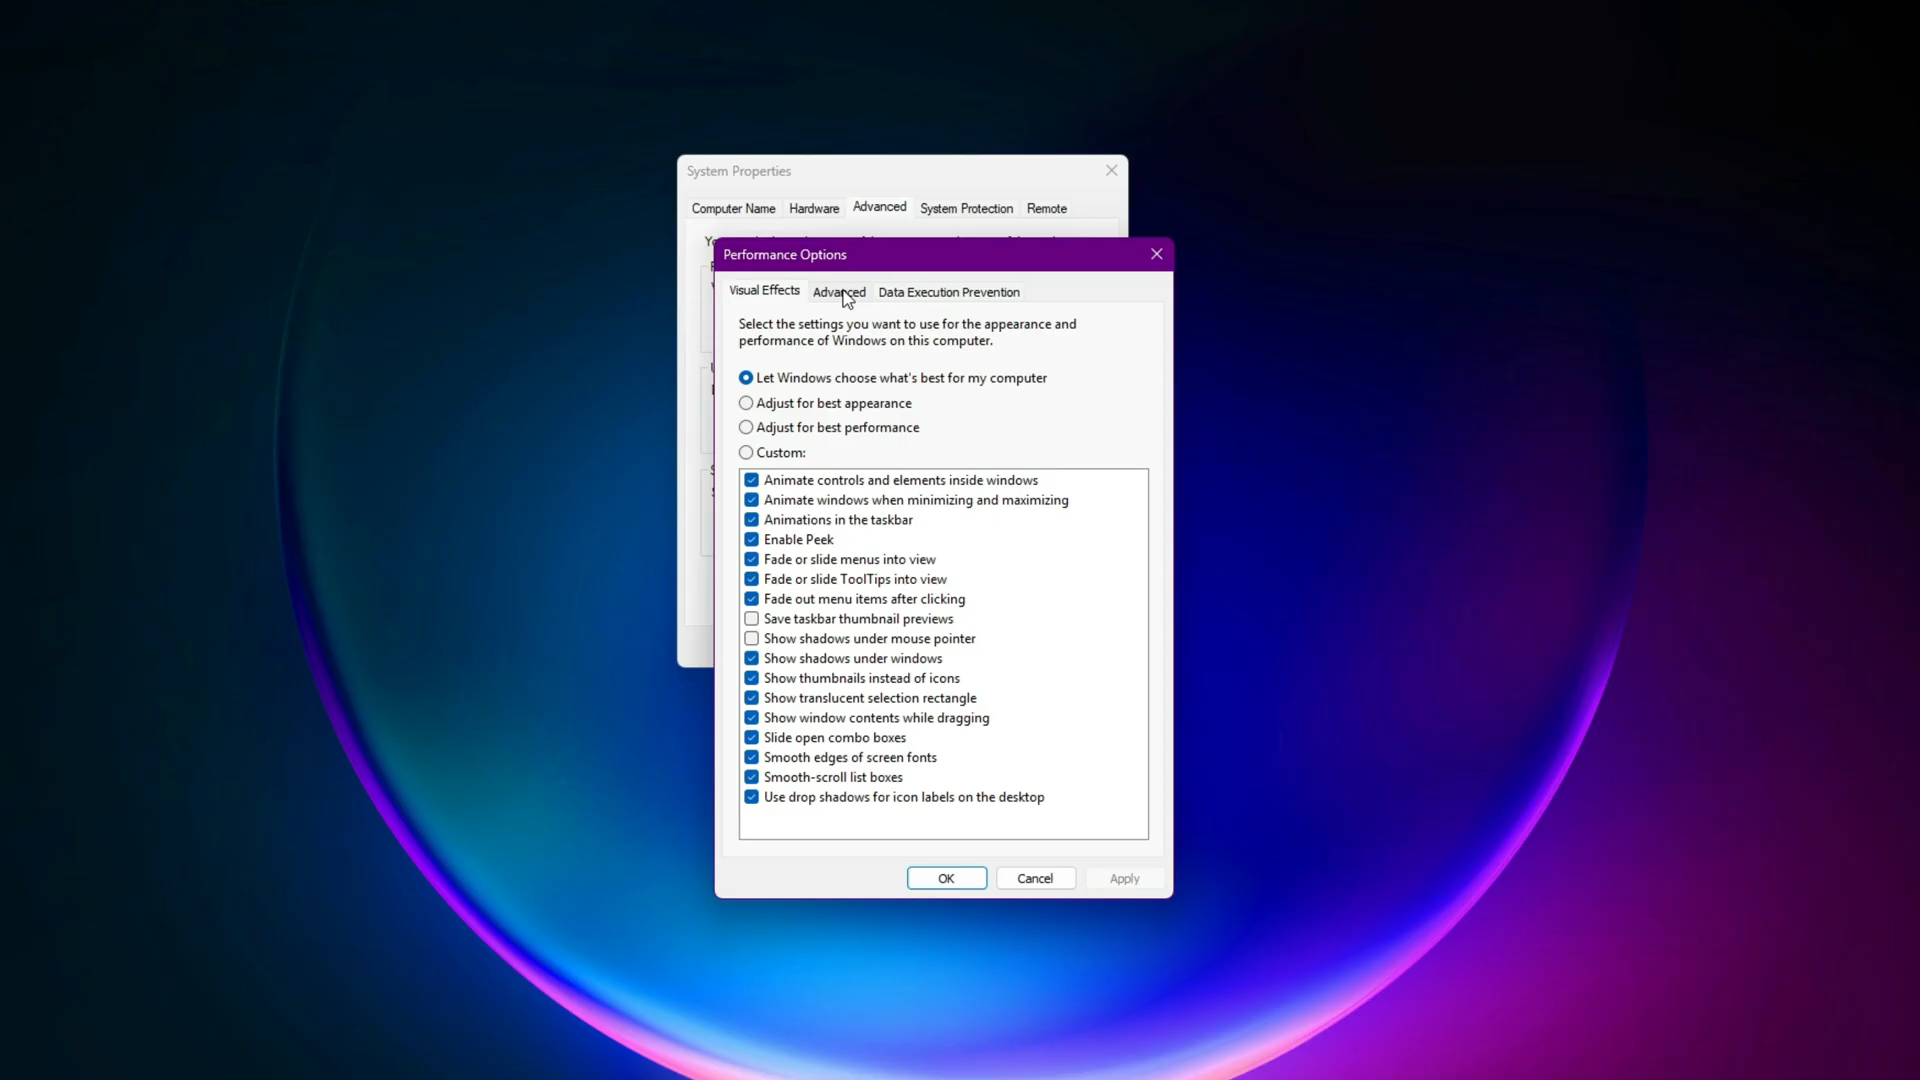 System Properties
Computer Name Hardware Advanced System Protection Remote
Performance Options
Visual Effects Advanced Data Execution Prevention
Select the settings you want to use for the appearance and
performance of Windows on this computer.
Let Windows choose what's best for my computer
Adjust for best appearance
Adjust for best performance
Custom:
Animate controls and elements inside windows
Animate windows when minimizing and maximizing
Animations in the taskbar
Enable Peek
Fade or slide menus into view
Fade or slide ToolTips into view
Fade out menu items after clicking
Save taskbar thumbnail previews
Show shadows under mouse pointer
Show shadows under windows
Show thumbnails instead of icons
Show translucent selection rectangle
Show window contents while dragging
Slide open combo boxes
Smooth edges of screen fonts
Smooth-scroll list boxes
Use drop shadows for icon labels on the desktop
OK Cancel Apply